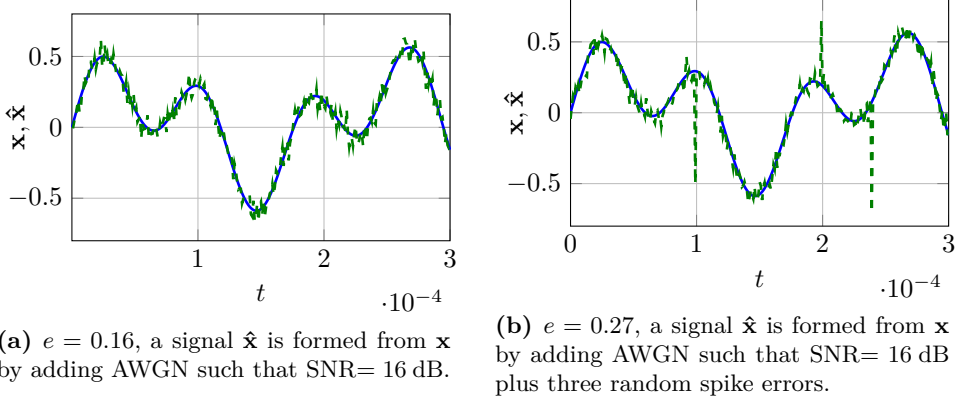 0.5
0
−0.5
x, x̂
1
2
3
t
·10−4
(a) e = 0.16, a signal x̂ is formed from x
by adding AWGN such that SNR= 16 dB.
0.5
0
−0.5
x, x̂
0
1
2
3
t
·10−4
(b) e = 0.27, a signal x̂ is formed from x
by adding AWGN such that SNR= 16 dB
plus three random spike errors.